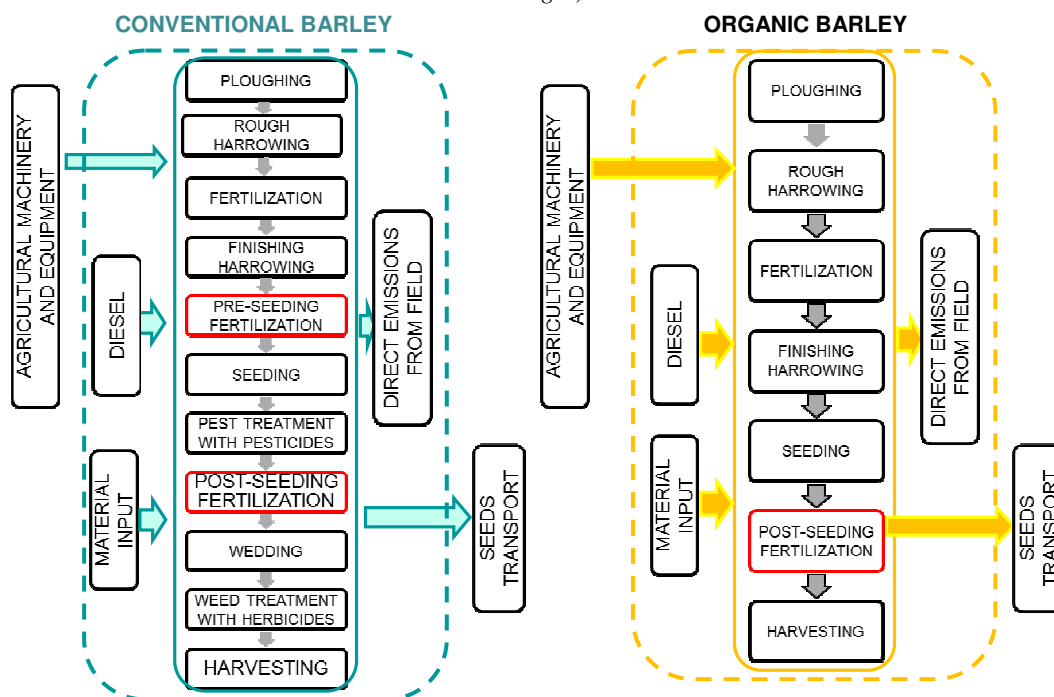 CONVENTIONAL BARLEY
AGRICULTURAL MACHINERY
AND EQUIPMENT
DIESEL
MATERIAL
INPUT
PLOUGHING
ROUGH
HARROWING
FERTILIZATION
FINISHING
HARROWING
PRE-SEEDING
FERTILIZATION
SEEDING
PEST TREATMENT
WITH PESTICIDES
POST-SEEDING
FERTILIZATION
WEDDING
WEED TREATMENT
WITH HERBICIDES
HARVESTING
DIRECT EMISSIONS
FROM FIELD
SEEDS
TRANSPORT
ORGANIC BARLEY
AGRICULTURAL MACHINERY
AND EQUIPMENT
DIESEL
MATERIAL
INPUT
PLOUGHING
ROUGH
HARROWING
FERTILIZATION
FINISHING
HARROWING
SEEDING
POST-SEEDING
FERTILIZATION
HARVESTING
DIRECT EMISSIONS
FROM FIELD
SEEDS
TRANSPORT